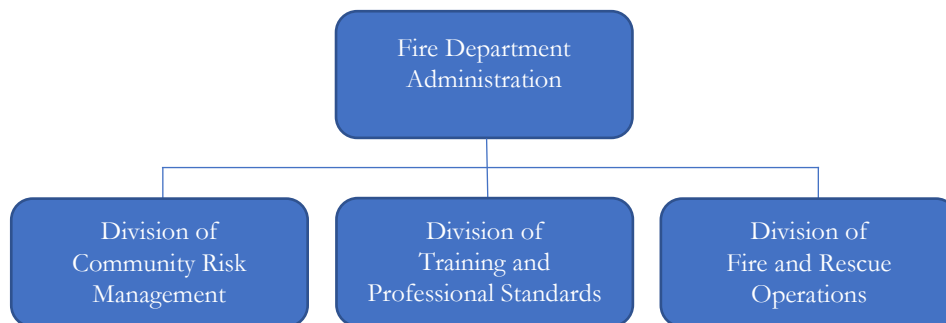 Fire Department
Administration
Division of
Community Risk
Management
Division of
Training and
Professional Standards
Division of
Fire and Rescue
Operations